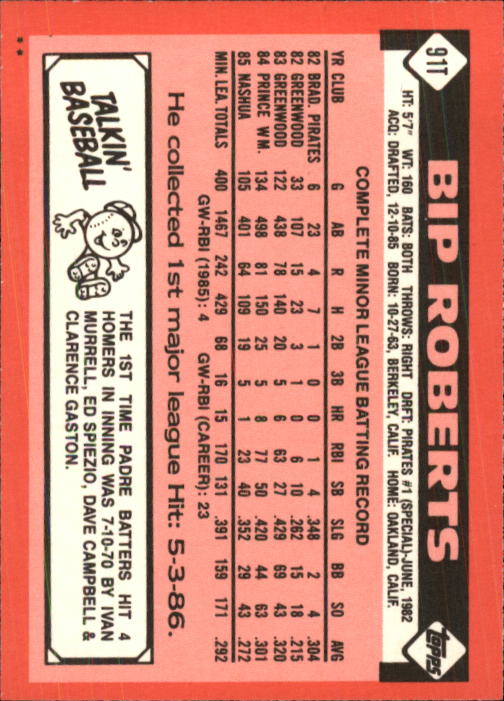 91T
BIP ROBERTS
topps
HT: 5'7" WT: 160 BATS: BOTH THROWS: RIGHT DRFT: PIRATES #1 (SPECIAL)-JUNE, 1982
ACQ: DRAFTED, 12-10-85 BORN: 10-27-63, BERKELEY, CALIF. HOME: OAKLAND, CALIF.
COMPLETE MINOR LEAGUE BATTING RECORD
YR CLUB G AB R H 2B 3B HR RBI SB SLG BB SO AVG
82 BRAD. PIRATES 6 23 4 7 1 0 0 1 4 .348 2 4 .304
82 GREENWOOD 33 107 15 23 3 1 0 6 10 .262 15 18 .215
83 GREENWOOD 122 438 78 140 20 5 6 63 27 .429 69 43 .320
84 PRINCE WM. 134 498 81 150 25 5 8 77 50 .420 44 63 .301
85 NASHUA 105 401 64 109 19 5 1 23 40 .352 29 43 .272
MIN. LEA. TOTALS 400 1467 242 429 68 16 15 170 131 .391 159 171 .292
GW-RBI (1985): 4 GW-RBI (CAREER): 23
He collected 1st major league Hit: 5-3-86.
TALKIN'
BASEBALL
THE 1ST TIME PADRE BATTERS HIT 4
HOMERS IN INNING WAS 7-10-70 BY IVAN
MURRELL, ED SPIEZIO, DAVE CAMPBELL &
CLARENCE GASTON.
**